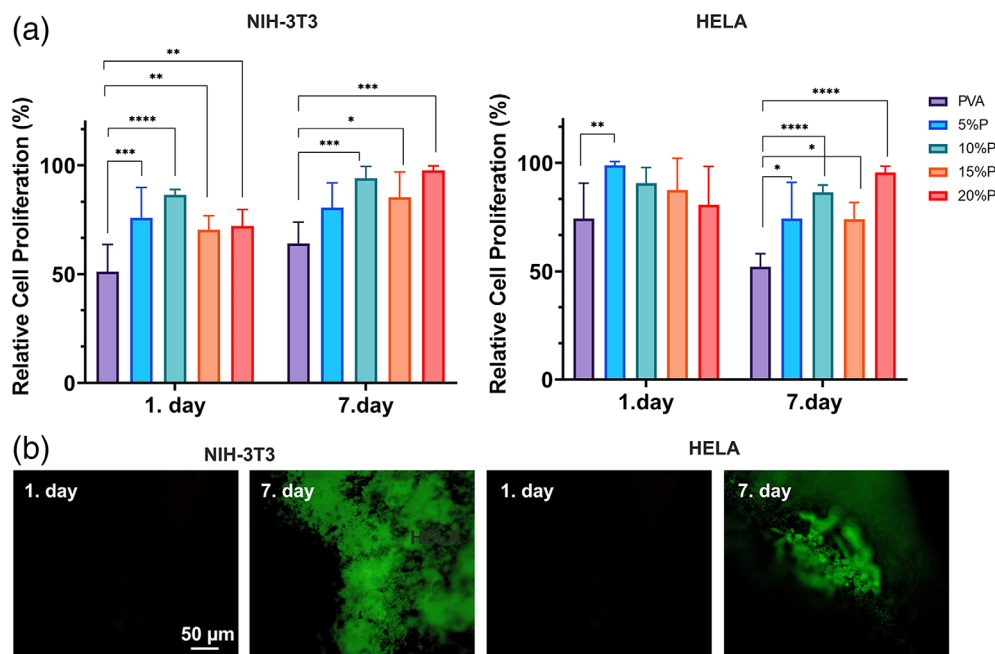 (a)
NIH-3T3
Relative Cell Proliferation (%)
100
50
0
***
****
**
**
***
*
***
1. day
7.day
HELA
Relative Cell Proliferation (%)
100
50
0
**
*
*
****
****
1.day
7.day
PVA
5%P
10%P
15%P
20%P
(b)
NIH-3T3
HELA
1. day
50 µm
7. day
HELA
1. day
7. day